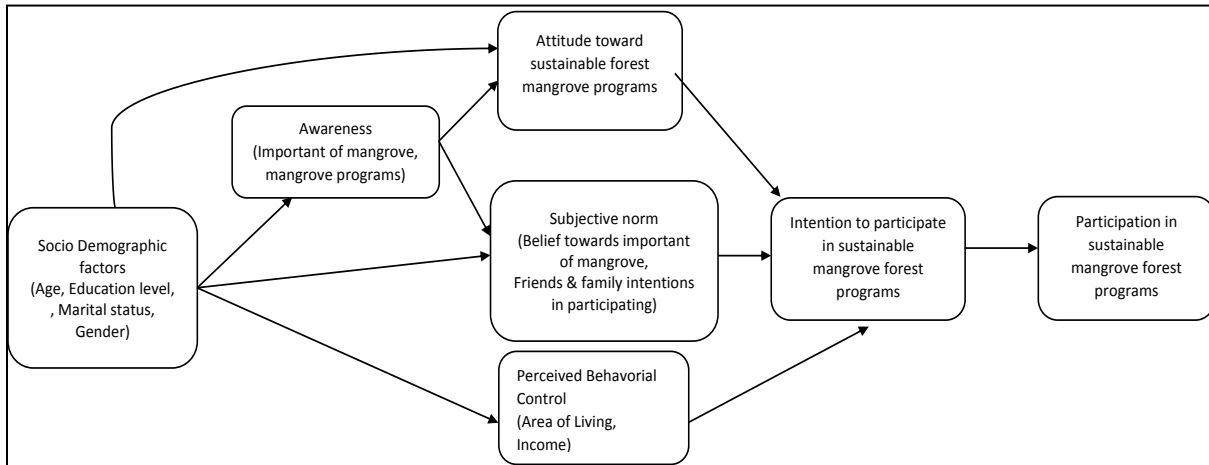 Attitude toward
sustainable forest
mangrove programs
Awareness
(Important of mangrove,
mangrove programs)
Socio Demographic
factors
(Age, Education level,
, Marital status,
Gender)
Subjective norm
(Belief towards important
of mangrove,
Friends & family intentions
in participating)
Perceived Behavorial
Control
(Area of Living,
Income)
Intention to participate
in sustainable
mangrove forest
programs
Participation in
sustainable
mangrove forest
programs